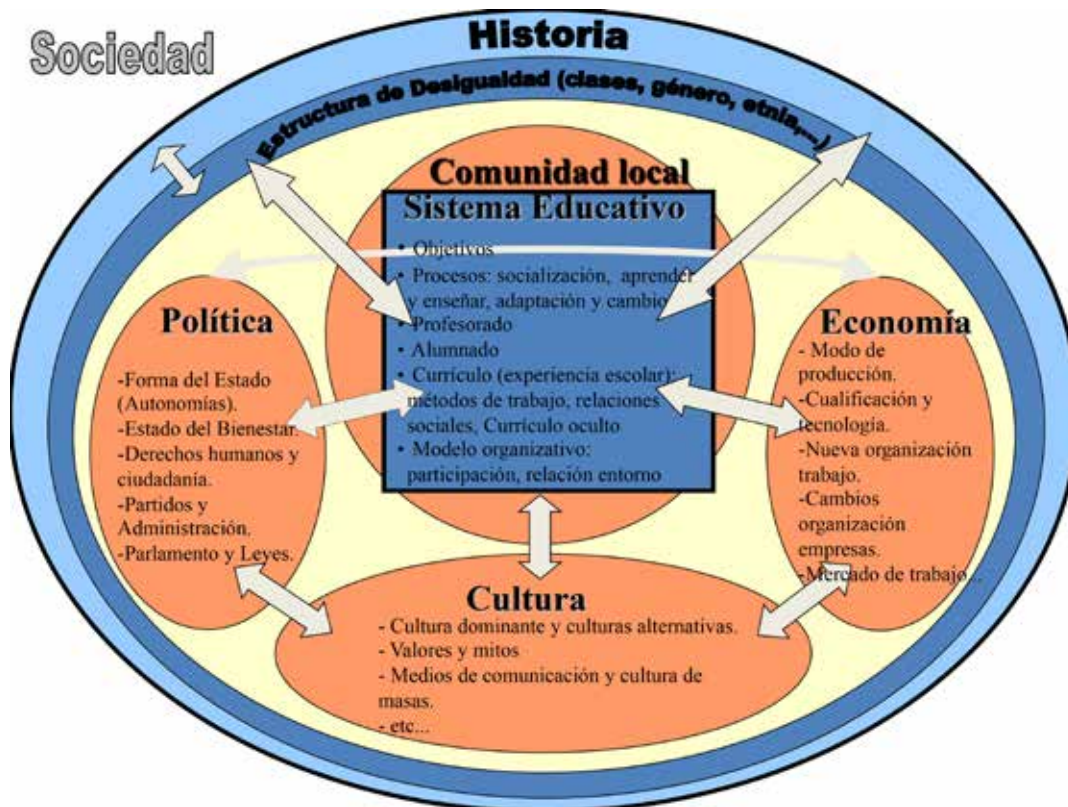 Sociedad
Historia
Estructura de Desigualdad (clases, género, etnia,...)
Comunidad local
Sistema Educativo
• Objetivos
• Procesos: socialización, aprender
y enseñar, adaptación y cambio
• Profesorado
• Alumnado
• Currículo (experiencia escolar):
métodos de trabajo, relaciones
sociales, Currículo oculto
• Modelo organizativo:
participación, relación entorno
Política
-Forma del Estado
(Autonomías).
-Estado del Bienestar.
-Derechos humanos y
ciudadanía.
-Partidos y
Administración.
-Parlamento y Leyes.
Economía
- Modo de
producción.
-Cualificación y
tecnología.
-Nueva organización
trabajo.
-Cambios
organización
empresas.
-Mercado de trabajo...
Cultura
- Cultura dominante y culturas alternativas.
- Valores y mitos
- Medios de comunicación y cultura de
masas.
- etc...